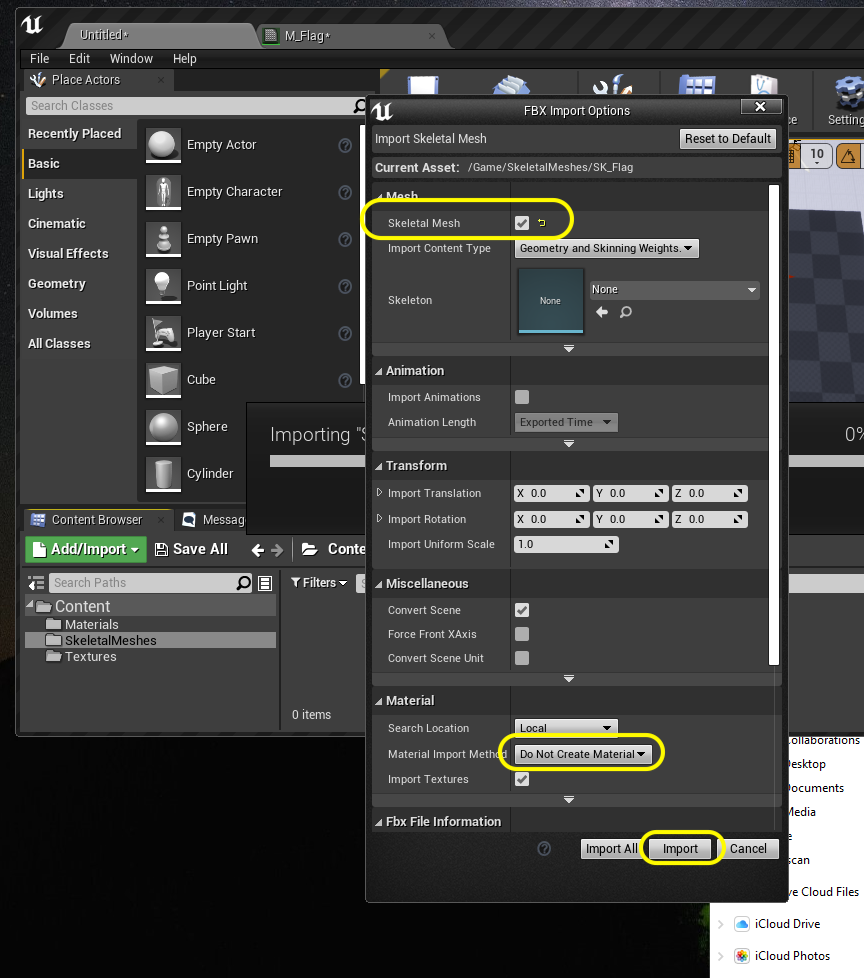 Untitled*
M_Flag*
File Edit Window Help
Place Actors
Search Classes
Recently Placed
Basic
Lights
Cinematic
Visual Effects
Geometry
Volumes
All Classes
Empty Actor
Empty Character
Empty Pawn
Point Light
Player Start
Cube
Sphere
Cylinder
Setting
10
Importing "S
0%
FBX Import Options
Import Skeletal Mesh
Reset to Default
Current Asset: /Game/SkeletalMeshes/SK_Flag
Mesh
Skeletal Mesh
Import Content Type Geometry and Skinning Weights.
Skeleton None None
Animation
Import Animations
Animation Length Exported Time
Transform
Import Translation X 0.0 Y 0.0 Z 0.0
Import Rotation X 0.0 Y 0.0 Z 0.0
Import Uniform Scale 1.0
Miscellaneous
Convert Scene
Force Front XAxis
Convert Scene Unit
Material
Search Location Local
Material Import Method Do Not Create Material
Import Textures
Fbx File Information
Import All Import Cancel
Content Browser
Messag
Add/Import Save All Conte
Search Paths
Filters
Content
Materials
SkeletalMeshes
Textures
0 items
ollaborations
esktop
ocuments
Media
e
scan
ve Cloud Files
iCloud Drive
iCloud Photos